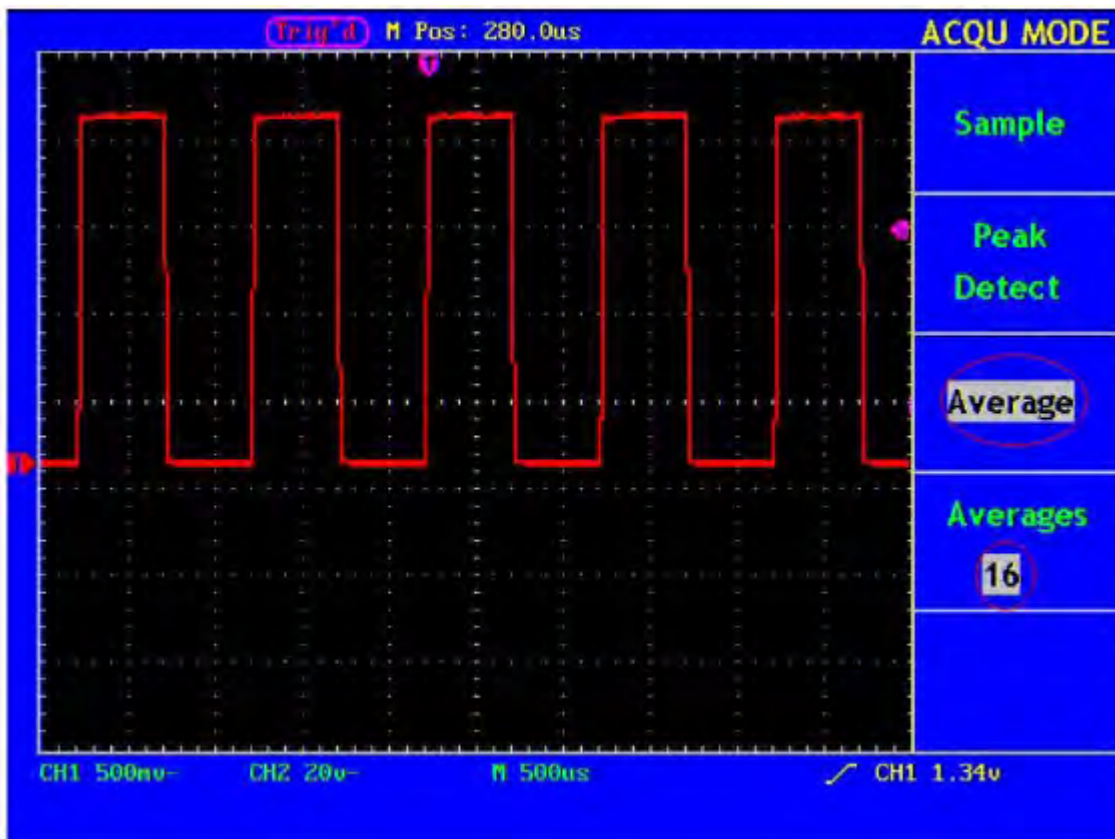 Trig'd M Pos: 280.0us
ACQU MODE
T
Sample
Peak
Detect
Average
Averages
16
1
CH1 500mv- CH2 20v- M 500us CH1 1.34v